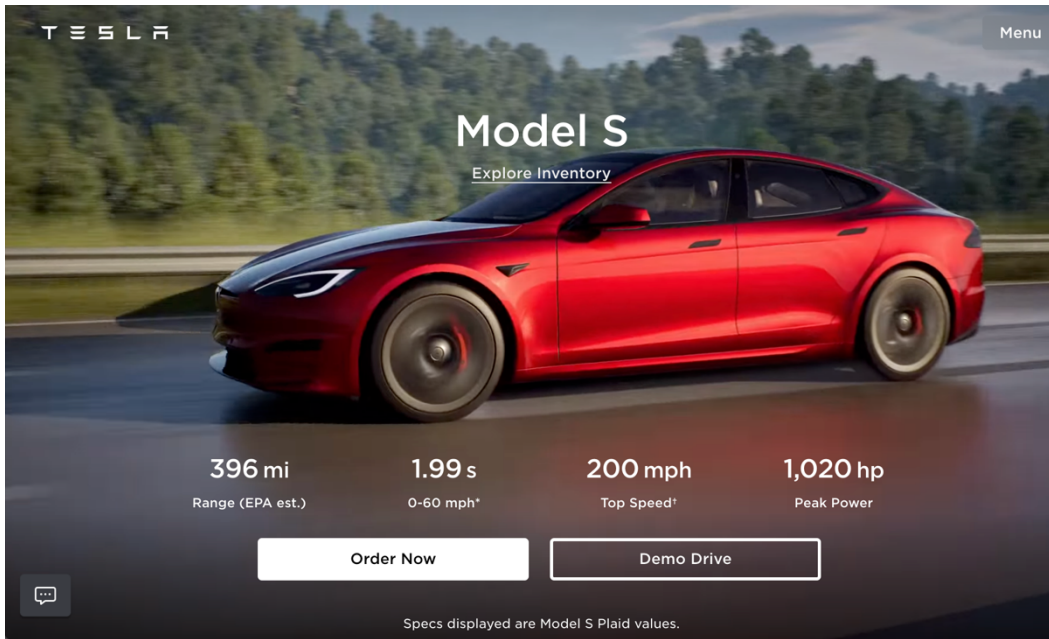 TESLA
Menu
Model S
Explore Inventory
396 mi 1.99 s 200 mph 1,020 hp
Range (EPA est.) 0-60 mph* Top Speed† Peak Power
Order Now Demo Drive
Specs displayed are Model S Plaid values.